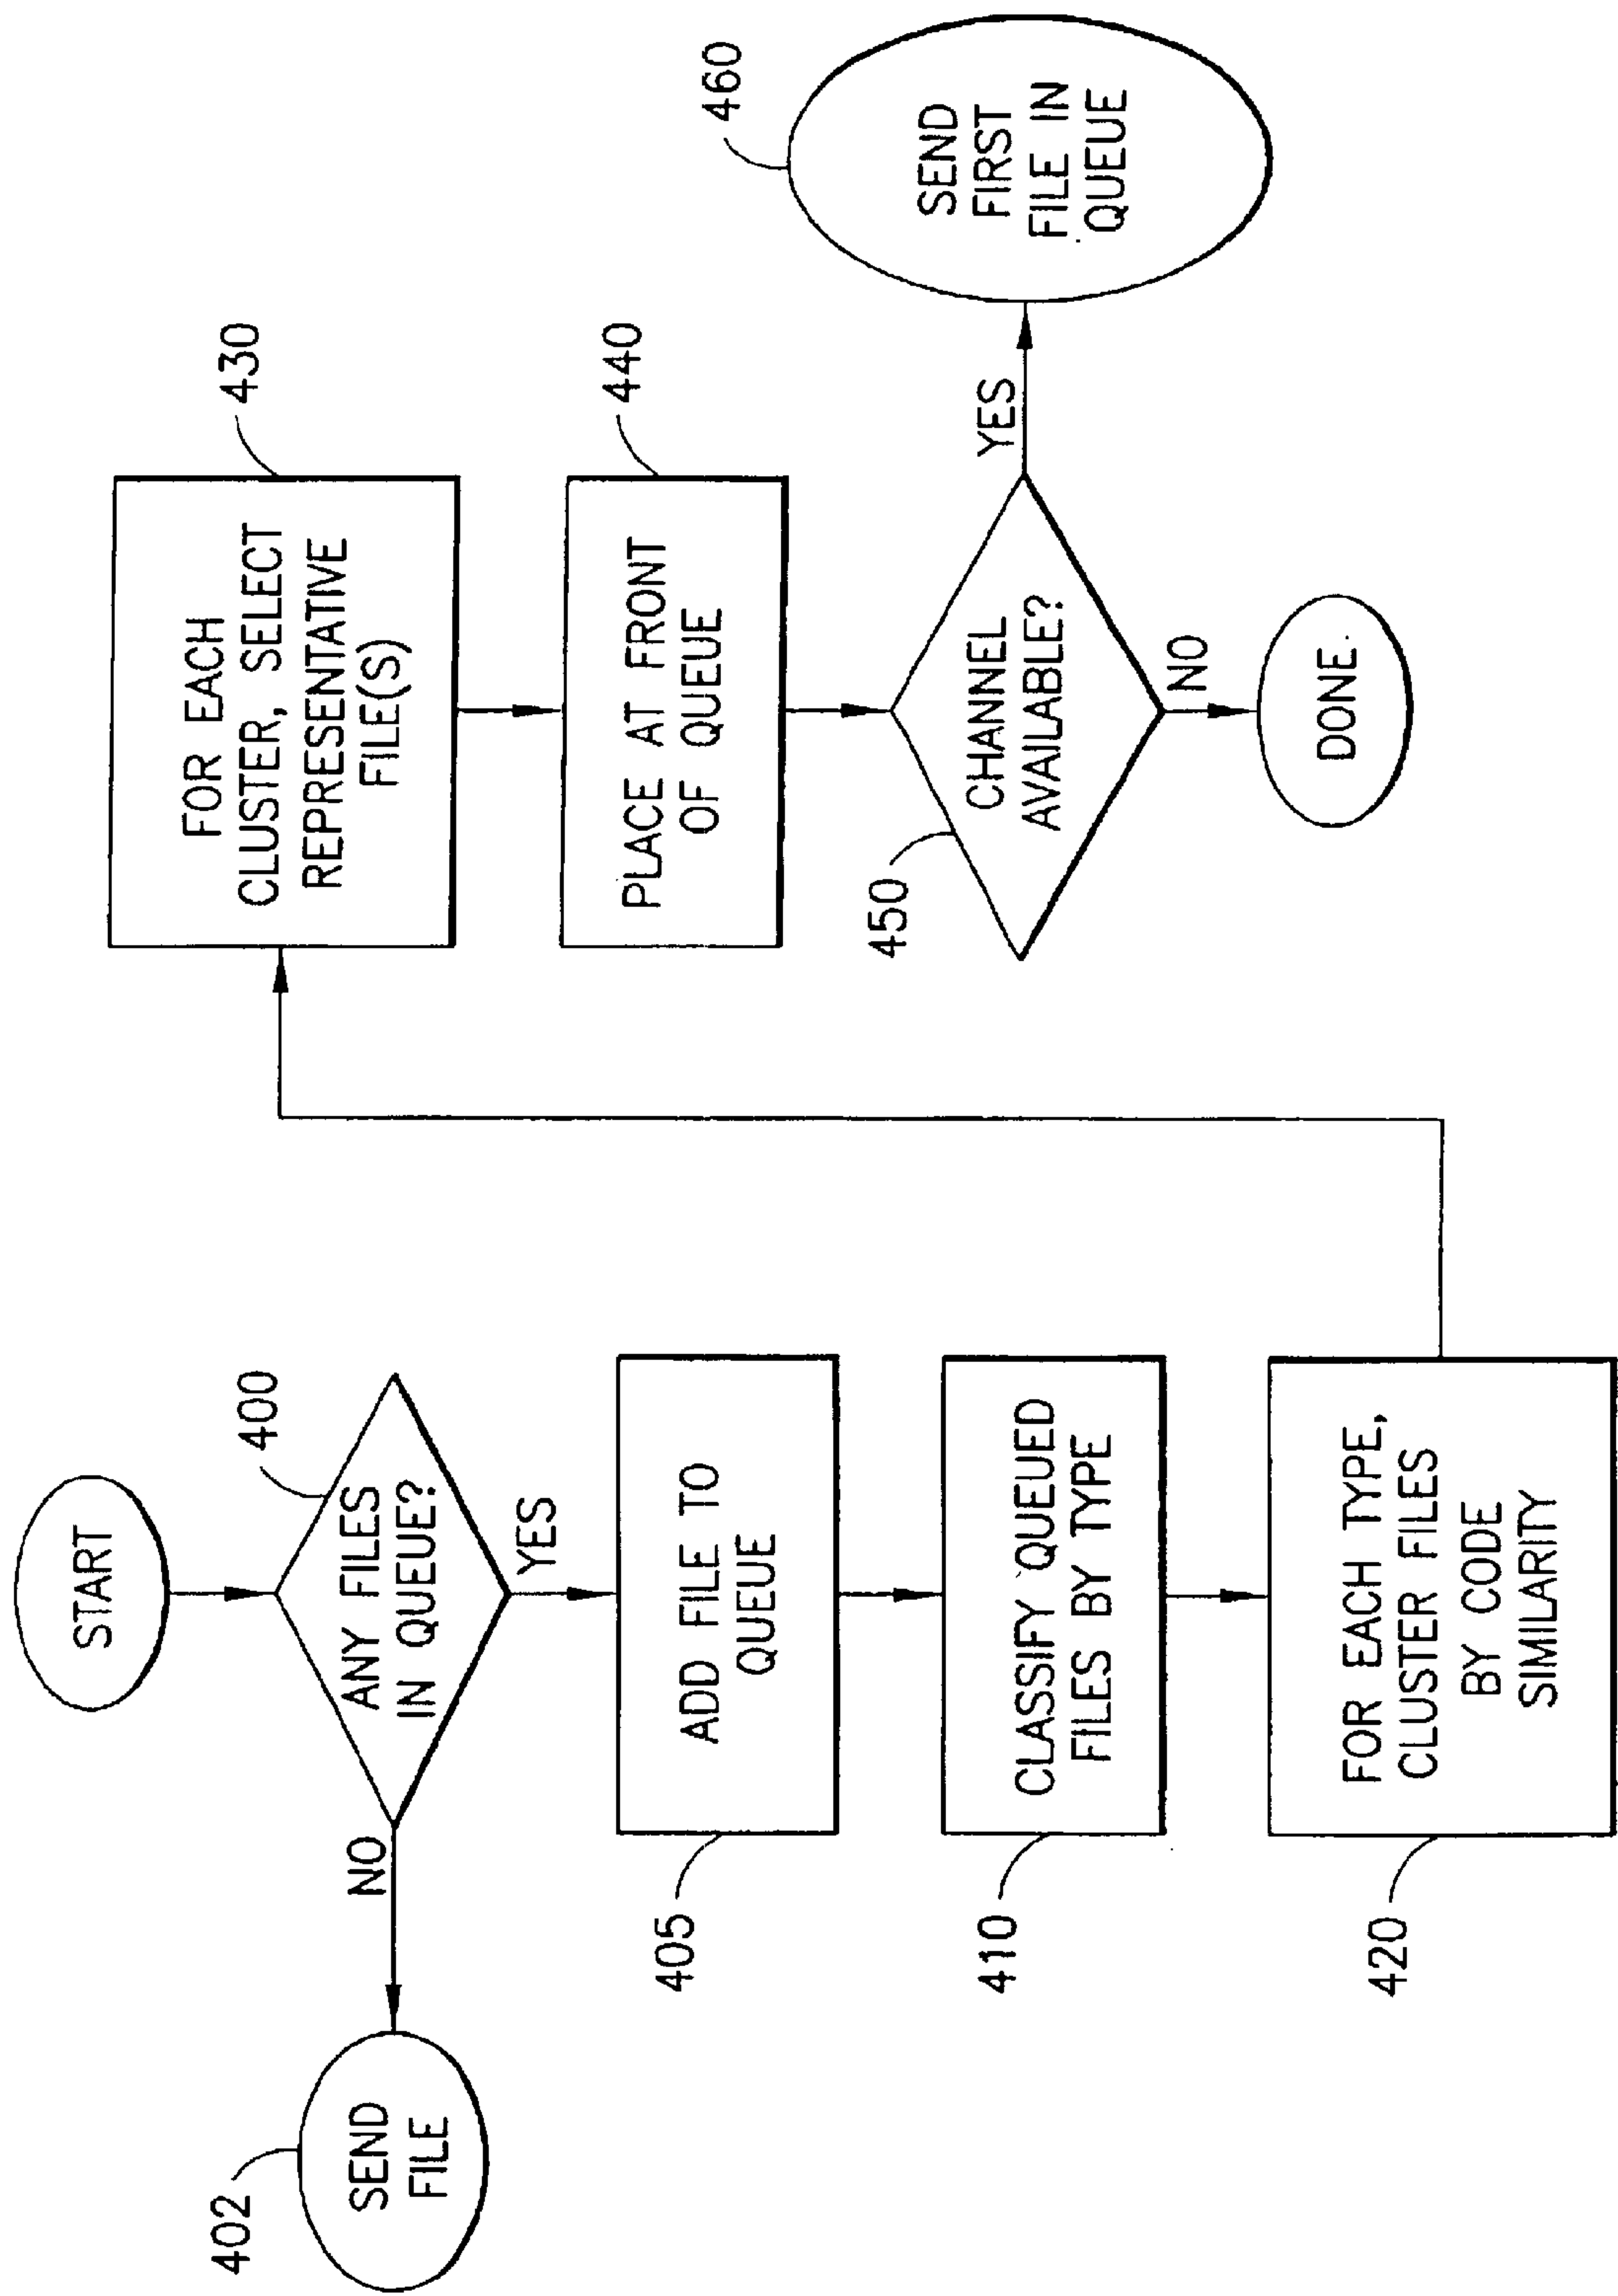 START
400
ANY FILES
IN QUEUE?
NO
YES
402
SEND
FILE
405
ADD FILE TO
QUEUE
410
CLASSIFY QUEUED
FILES BY TYPE
420
FOR EACH TYPE,
CLUSTER FILES
BY CODE
SIMILARITY
430
FOR EACH
CLUSTER, SELECT
REPRESENTATIVE
FILE(S)
440
PLACE AT FRONT
OF QUEUE
450
CHANNEL
AVAILABLE?
YES
NO
460
SEND
FIRST
FILE IN
QUEUE
DONE